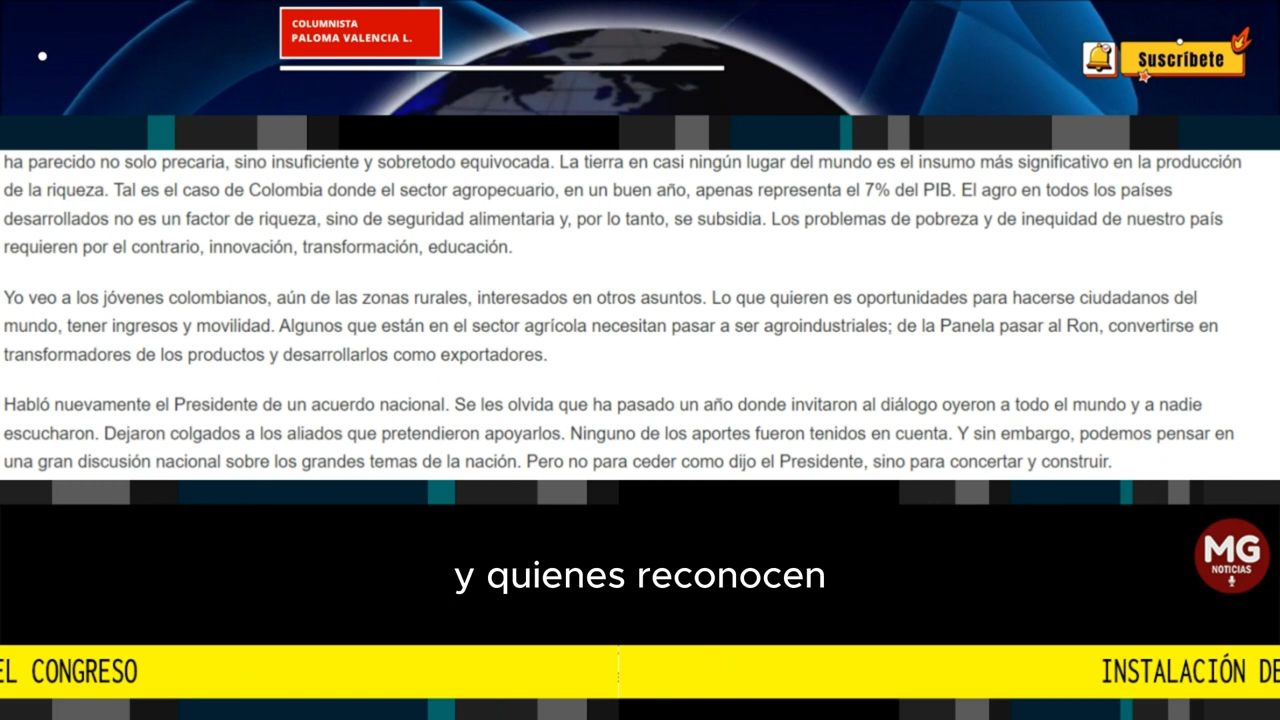 COLUMNISTA
PALOMA VALENCIA L.
Suscríbete
ha parecido no solo precaria, sino insuficiente y sobretodo equivocada. La tierra en casi ningún lugar del mundo es el insumo más significativo en la producción
de la riqueza. Tal es el caso de Colombia donde el sector agropecuario, en un buen año, apenas representa el 7% del PIB. El agro en todos los países
desarrollados no es un factor de riqueza, sino de seguridad alimentaria y, por lo tanto, se subsidia. Los problemas de pobreza y de inequidad de nuestro país
requieren por el contrario, innovación, transformación, educación.
Yo veo a los jóvenes colombianos, aún de las zonas rurales, interesados en otros asuntos. Lo que quieren es oportunidades para hacerse ciudadanos del
mundo, tener ingresos y movilidad. Algunos que están en el sector agrícola necesitan pasar a ser agroindustriales; de la Panela pasar al Ron, convertirse en
transformadores de los productos y desarrollarlos como exportadores.
Habló nuevamente el Presidente de un acuerdo nacional. Se les olvida que ha pasado un año donde invitaron al diálogo oyeron a todo el mundo y a nadie
escucharon. Dejaron colgados a los aliados que pretendieron apoyarlos. Ninguno de los aportes fueron tenidos en cuenta. Y sin embargo, podemos pensar en
una gran discusión nacional sobre los grandes temas de la nación. Pero no para ceder como dijo el Presidente, sino para concertar y construir.
y quienes reconocen
MG
NOTICIAS
EL CONGRESO
INSTALACIÓN DE